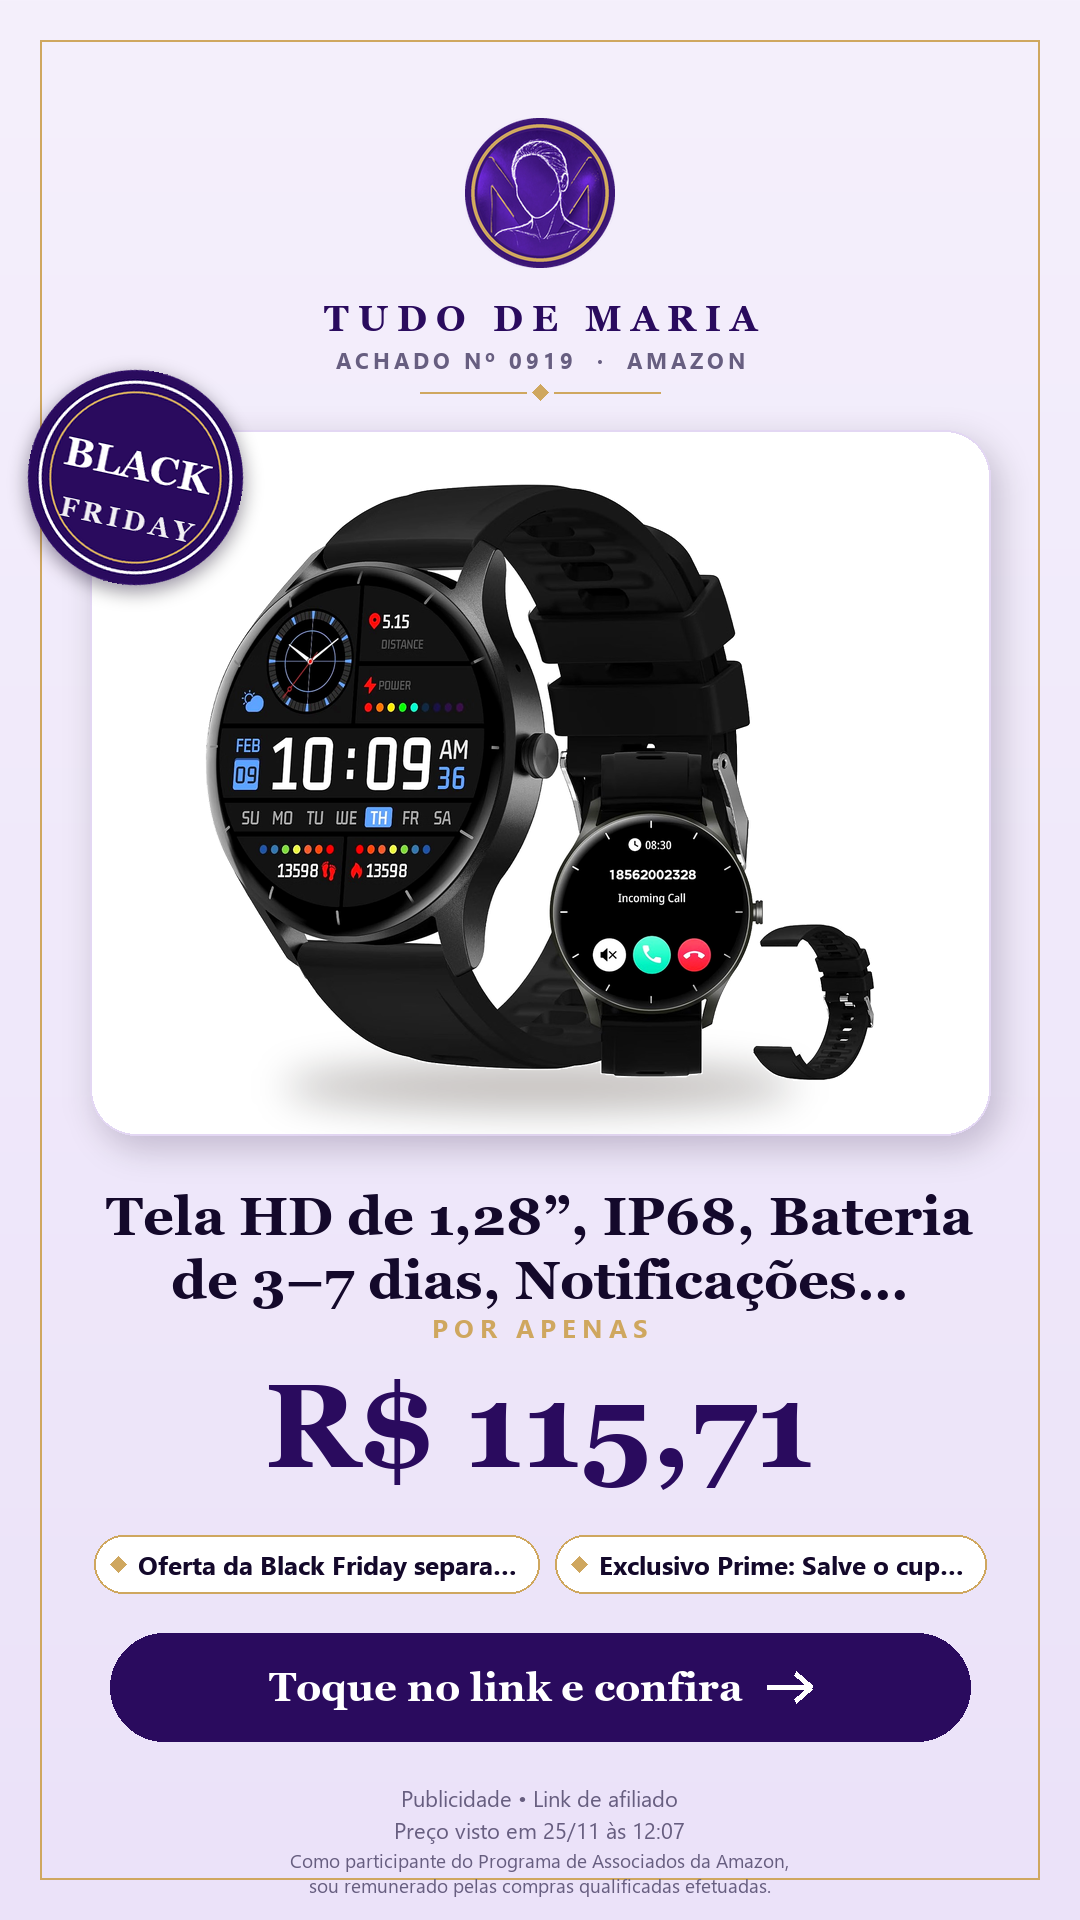 TUDO DE MARIA
ACHADO Nº 0919 · AMAZON
BLACK
FRIDAY
5.15
DISTANCE
POWER
FEB
09
10:09
AM
36
SU MO TU WE TH FR SA
13598
13598
08:30
18562002328
Incoming Call
Tela HD de 1,28”, IP68, Bateria
de 3–7 dias, Notificações...
POR APENAS
R$ 115,71
Oferta da Black Friday separa...
Exclusivo Prime: Salve o cup...
Toque no link e confira →
Publicidade • Link de afiliado
Preço visto em 25/11 às 12:07
Como participante do Programa de Associados da Amazon,
sou remunerado pelas compras qualificadas efetuadas.